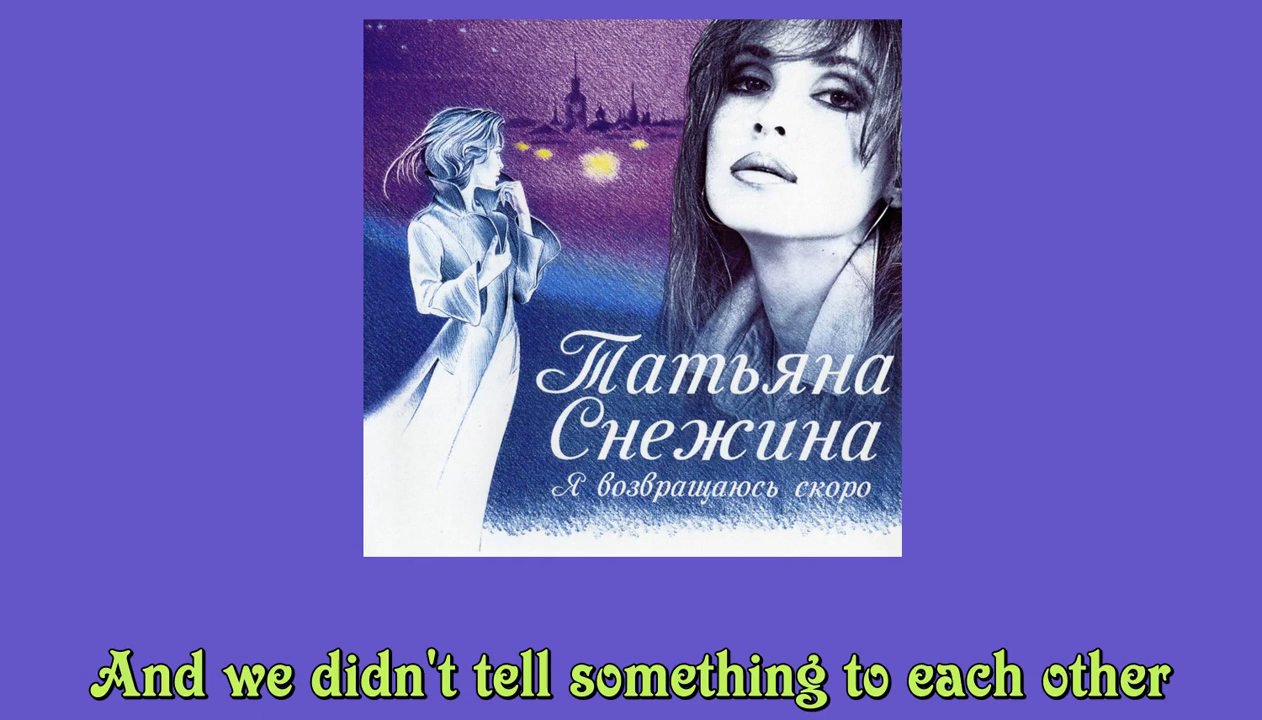 Татьяна
Снежина
Я возвращаюсь скоро
And we didn't tell something to each other